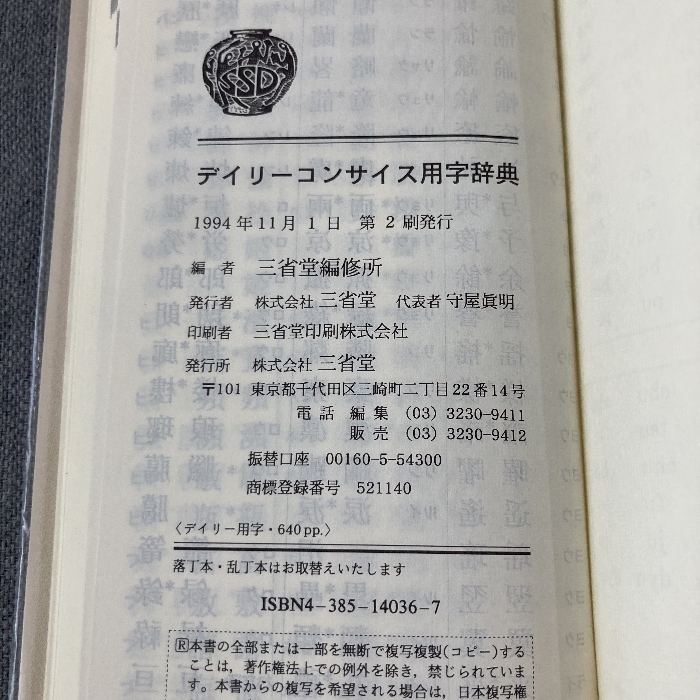 SSD
デイリーコンサイス用字辞典
1994年11月1日 第2刷発行
編者 三省堂編修所
発行者 株式会社 三省堂 代表者 守屋眞明
印刷者 三省堂印刷株式会社
発行所 株式会社 三省堂
〒101 東京都千代田区三崎町二丁目22番14号
電話 編集 (03) 3230-9411
販売 (03) 3230-9412
振替口座 00160-5-54300
商標登録番号 521140
〈デイリー用字・640pp.〉
落丁本・乱丁本はお取替えいたします
ISBN4-385-14036-7
Ⓡ本書の全部または一部を無断で複写複製(コピー)する
ことは，著作権法上での例外を除き，禁じられていま
す。本書からの複写を希望される場合は，日本複写権